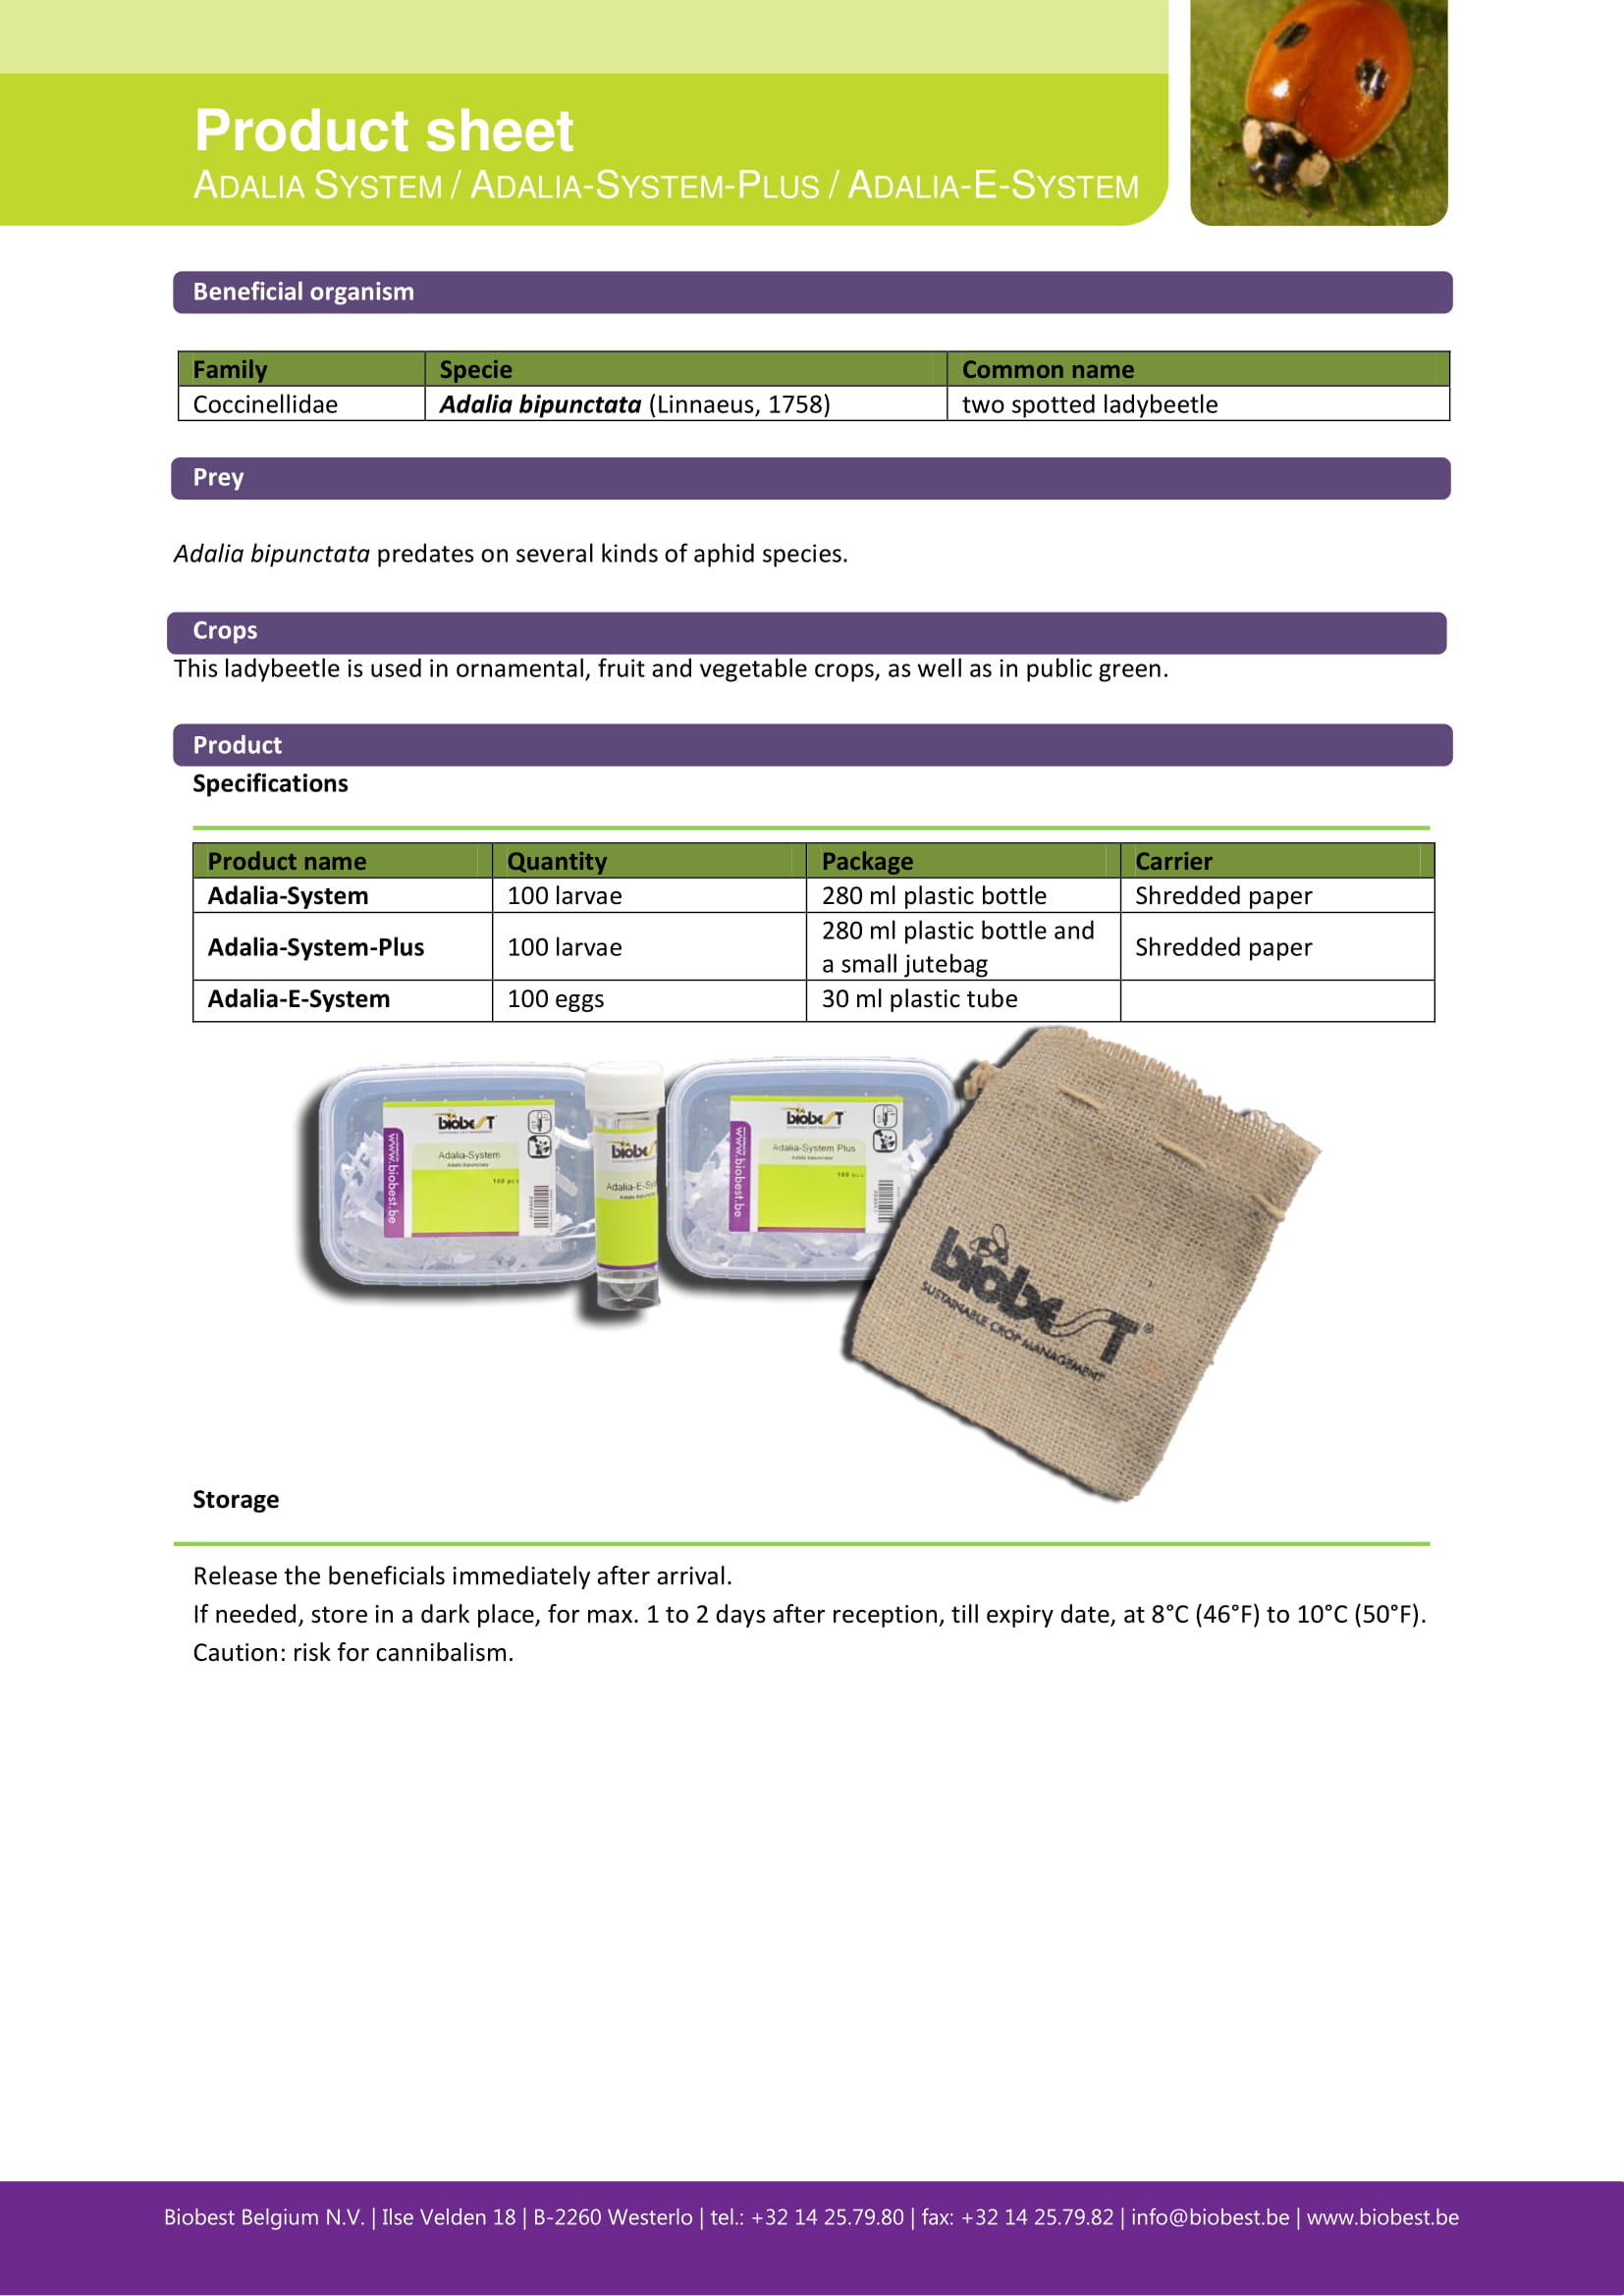 Product sheet
ADALIA SYSTEM / ADALIA-SYSTEM-PLUS / ADALIA-E-SYSTEM
Beneficial organism
Family Specie Common name
Coccinellidae Adalia bipunctata (Linnaeus, 1758) two spotted ladybeetle
Prey
Adalia bipunctata predates on several kinds of aphid species.
Crops
This ladybeetle is used in ornamental, fruit and vegetable crops, as well as in public green.
Product
Specifications
Product name Quantity Package Carrier
Adalia-System 100 larvae 280 ml plastic bottle Shredded paper
Adalia-System-Plus 100 larvae 280 ml plastic bottle and a small jutebag Shredded paper
Adalia-E-System 100 eggs 30 ml plastic tube
biobesT
Adalia-System
Adalia bipunctata
100 pcs
www.biobest.be
biobes
Adalia-E-Sy
biobesT
Adalia-System Plus
Adalia bipunctata
100
www.biobest.be
biobesT®
SUSTAINABLE CROP MANAGEMENT
Storage
Release the beneficials immediately after arrival.
If needed, store in a dark place, for max. 1 to 2 days after reception, till expiry date, at 8°C (46°F) to 10°C (50°F).
Caution: risk for cannibalism.
Biobest Belgium N.V. | Ilse Velden 18 | B-2260 Westerlo | tel.: +32 14 25.79.80 | fax: +32 14 25.79.82 | info@biobest.be | www.biobest.be